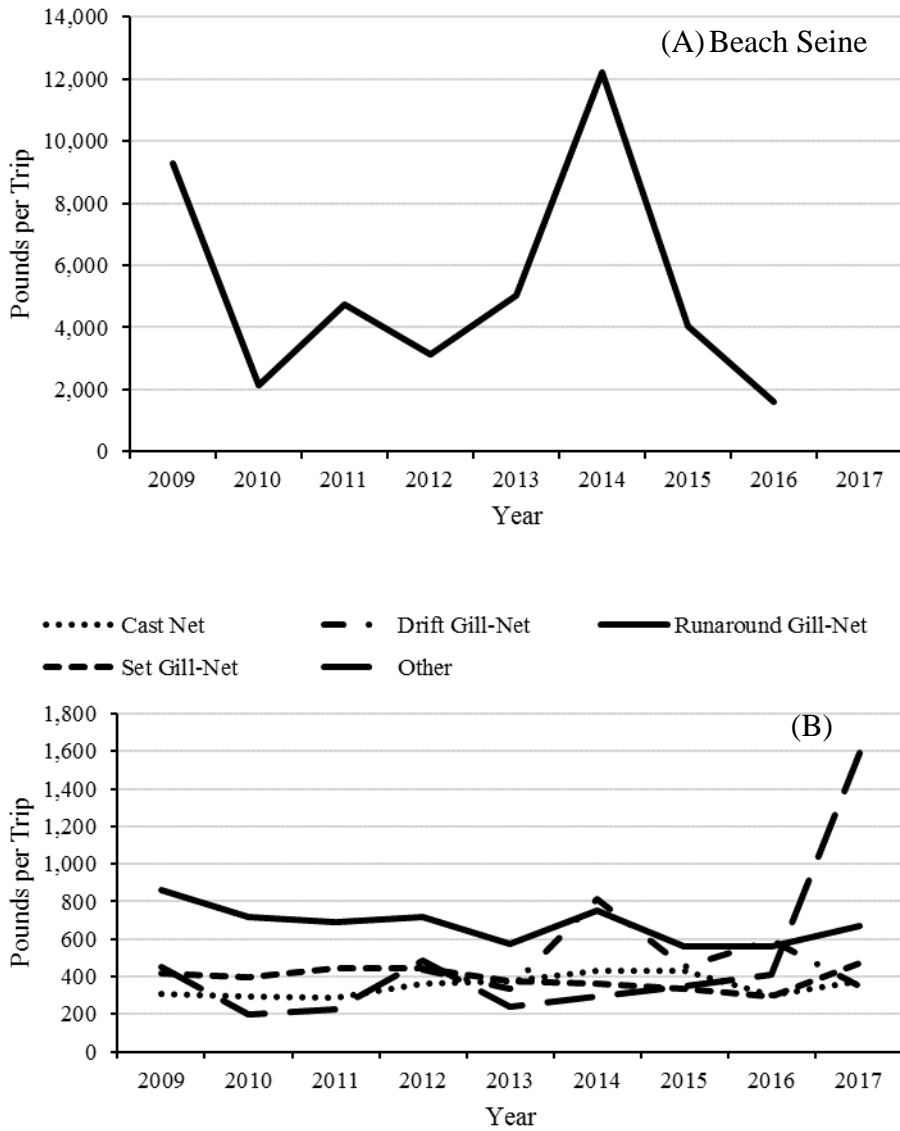 (A) Beach Seine
14,000
12,000
10,000
8,000
6,000
4,000
2,000
0
Pounds per Trip
2009 2010 2011 2012 2013 2014 2015 2016 2017
Year
Cast Net Drift Gill-Net Runaround Gill-Net
Set Gill-Net Other
(B)
1,800
1,600
1,400
1,200
1,000
800
600
400
200
0
Pounds per Trip
2009 2010 2011 2012 2013 2014 2015 2016 2017
Year